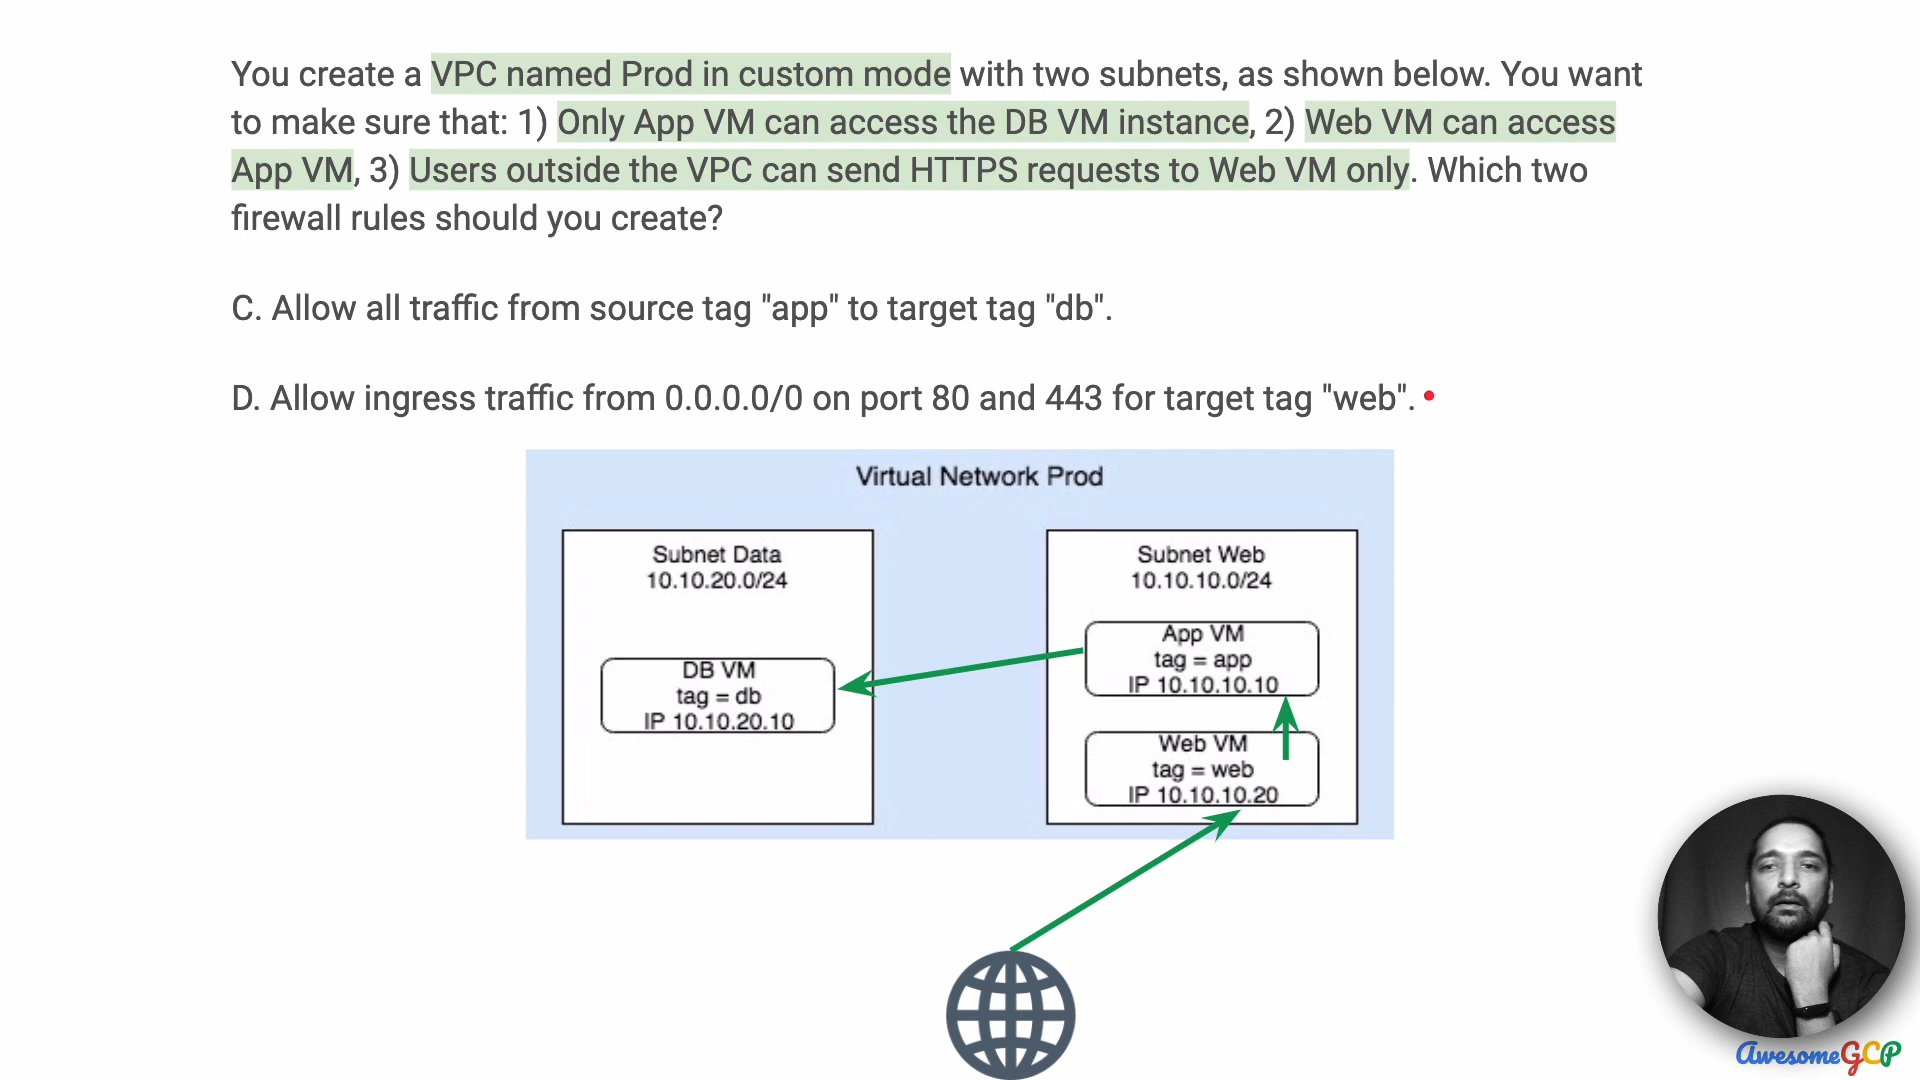 You create a VPC named Prod in custom mode with two subnets, as shown below. You want
to make sure that: 1) Only App VM can access the DB VM instance, 2) Web VM can access
App VM, 3) Users outside the VPC can send HTTPS requests to Web VM only. Which two
firewall rules should you create?
C. Allow all traffic from source tag "app" to target tag "db".
D. Allow ingress traffic from 0.0.0.0/0 on port 80 and 443 for target tag "web".
Virtual Network Prod
Subnet Data
10.10.20.0/24
DB VM
tag = db
IP 10.10.20.10
Subnet Web
10.10.10.0/24
App VM
tag = app
IP 10.10.10.10
Web VM
tag = web
IP 10.10.10.20
AwesomeGCP